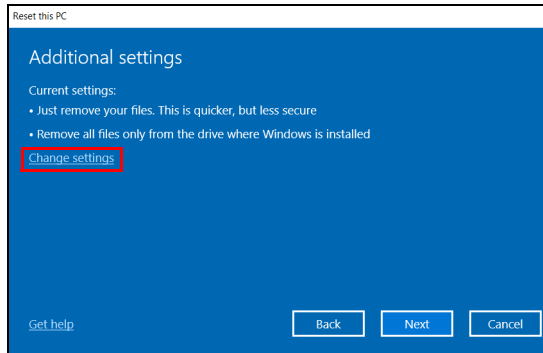 Reset this PC
Additional settings
Current settings:
• Just remove your files. This is quicker, but less secure
• Remove all files only from the drive where Windows is installed
Change settings
Get help
Back
Next
Cancel